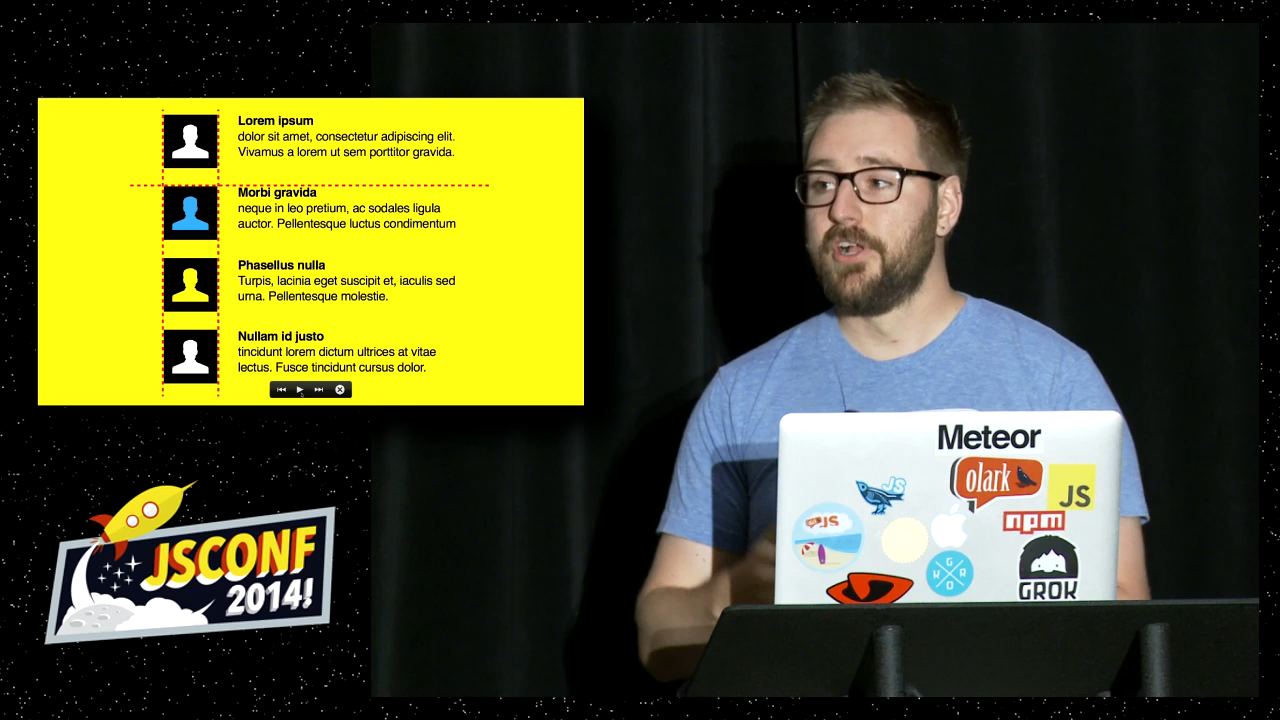 Lorem ipsum
dolor sit amet, consectetur adipiscing elit.
Vivamus a lorem ut sem porttitor gravida.
Morbi gravida
neque in leo pretium, ac sodales ligula
auctor. Pellentesque luctus condimentum
Phasellus nulla
Turpis, lacinia eget suscipit et, iaculis sed
urna. Pellentesque molestie.
Nullam id justo
tincidunt lorem dictum ultrices at vitae
lectus. Fusce tincidunt cursus dolor.
JSCONF
2014!
Meteor
olark
JS
JS
JS
npm
GROK
GROK